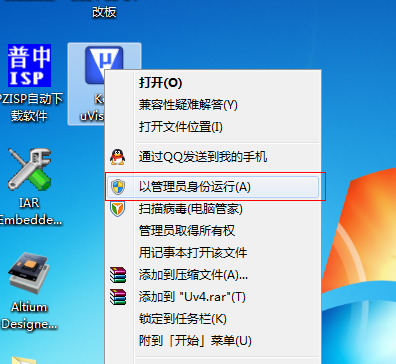 改板
普中
ISP
PZISP自动下
载软件
K
uVis
IAR
Embedde...
Altium
Designe...
打开(O)
兼容性疑难解答(Y)
打开文件位置(I)
通过QQ发送到我的手机
以管理员身份运行(A)
扫描病毒(电脑管家)
管理员取得所有权
用记事本打开该文件
添加到压缩文件(A)...
添加到 "Uv4.rar"(T)
锁定到任务栏(K)
附到「开始」菜单(U)